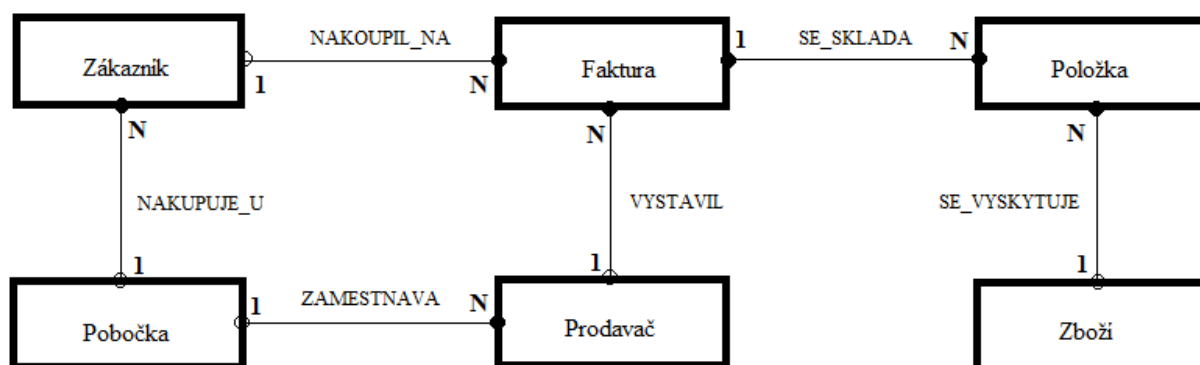 Zákazník
1
NAKOUPIL_NA
N
Faktura
1
SE_SKLADA
N
Položka
N
NAKUPUJE_U
1
N
VYSTAVIL
1
N
SE_VYSKYTUJE
1
Pobočka
1
ZAMESTNAVA
N
Prodavač
Zboží